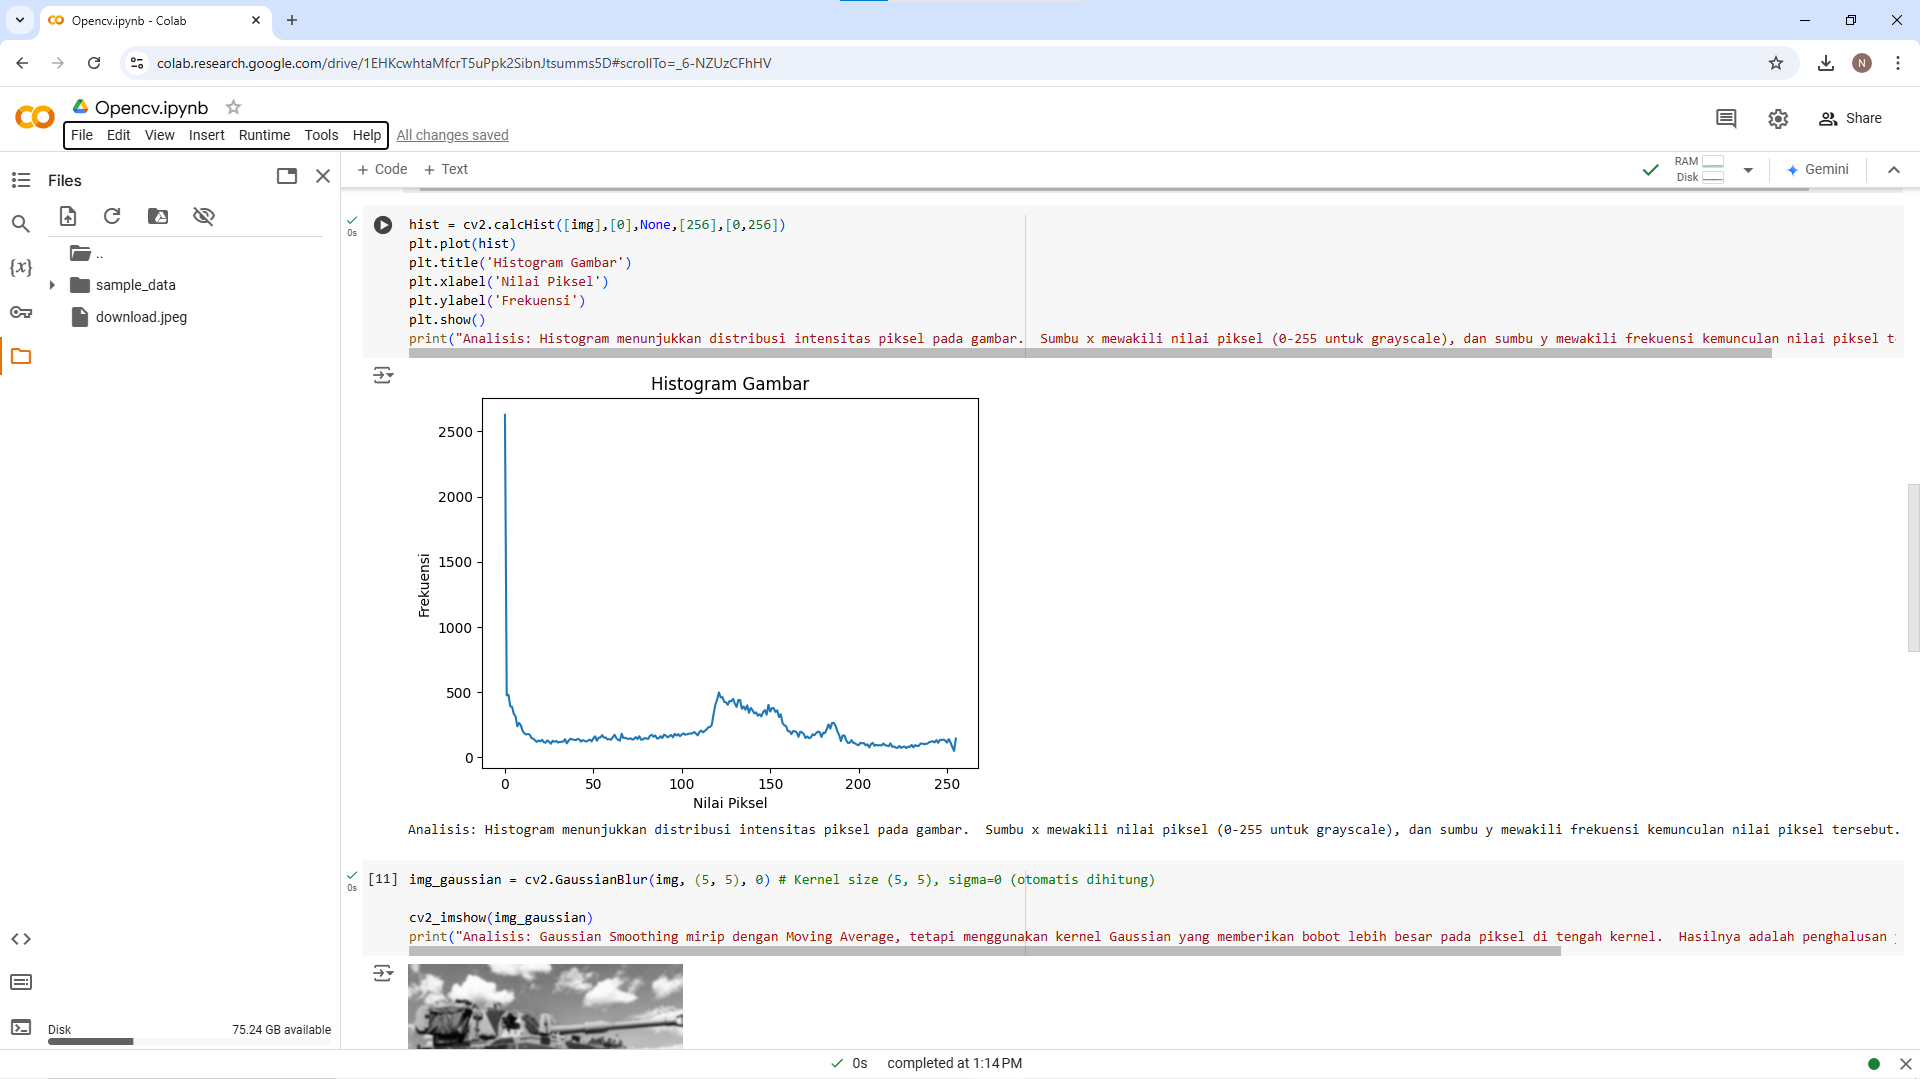 Opencv.ipynb - Colab
colab.research.google.com/drive/1EHKcwhtaMfcrT5uPpk2SibnJtsumms5D#scrollTo=_6-NZUzCFhHV
N
Opencv.ipynb
File Edit View Insert Runtime Tools Help All changes saved
Share
Files
+ Code + Text
RAM
Disk
Gemini
..
sample_data
download.jpeg
0s
hist = cv2.calcHist([img],[0],None,[256],[0,256])
plt.plot(hist)
plt.title('Histogram Gambar')
plt.xlabel('Nilai Piksel')
plt.ylabel('Frekuensi')
plt.show()
print("Analisis: Histogram menunjukkan distribusi intensitas piksel pada gambar.  Sumbu x mewakili nilai piksel (0-255 untuk grayscale), dan sumbu y mewakili frekuensi kemunculan nilai piksel
Histogram Gambar
2500
2000
1500
1000
500
0
Frekuensi
0 50 100 150 200 250
Nilai Piksel
Analisis: Histogram menunjukkan distribusi intensitas piksel pada gambar.  Sumbu x mewakili nilai piksel (0-255 untuk grayscale), dan sumbu y mewakili frekuensi kemunculan nilai piksel tersebut.
0s
[11] img_gaussian = cv2.GaussianBlur(img, (5, 5), 0) # Kernel size (5, 5), sigma=0 (otomatis dihitung)
cv2_imshow(img_gaussian)
print("Analisis: Gaussian Smoothing mirip dengan Moving Average, tetapi menggunakan kernel Gaussian yang memberikan bobot lebih besar pada piksel di tengah kernel.  Hasilnya adalah penghalusan
Disk 75.24 GB available
0s completed at 1:14 PM